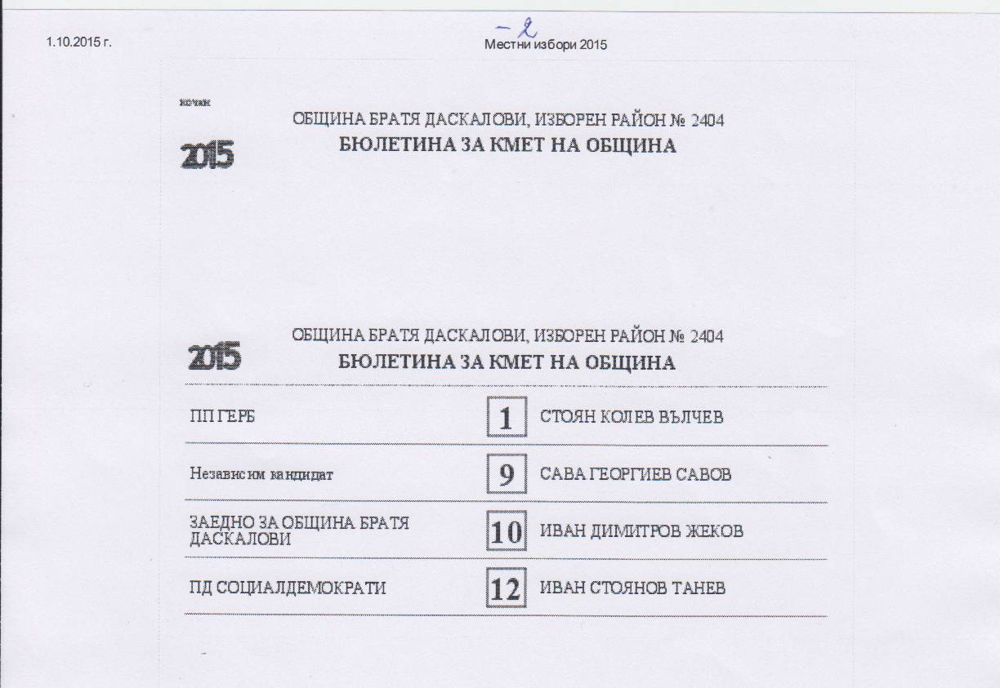 - 2
1.10.2015 г. Местни избори 2015
кочан
ОБЩИНА БРАТЯ ДАСКАЛОВИ, ИЗБОРЕН РАЙОН № 2404
2015 БЮЛЕТИНА ЗА КМЕТ НА ОБЩИНА
ОБЩИНА БРАТЯ ДАСКАЛОВИ, ИЗБОРЕН РАЙОН № 2404
2015 БЮЛЕТИНА ЗА КМЕТ НА ОБЩИНА
ПП ГЕРБ 1 СТОЯН КОЛЕВ ВЪЛЧЕВ
Независим кандидат 9 САВА ГЕОРГИЕВ САВОВ
ЗАЕДНО ЗА ОБЩИНА БРАТЯ
ДАСКАЛОВИ 10 ИВАН ДИМИТРОВ ЖЕКОВ
ПД СОЦИАЛДЕМОКРАТИ 12 ИВАН СТОЯНОВ ТАНЕВ